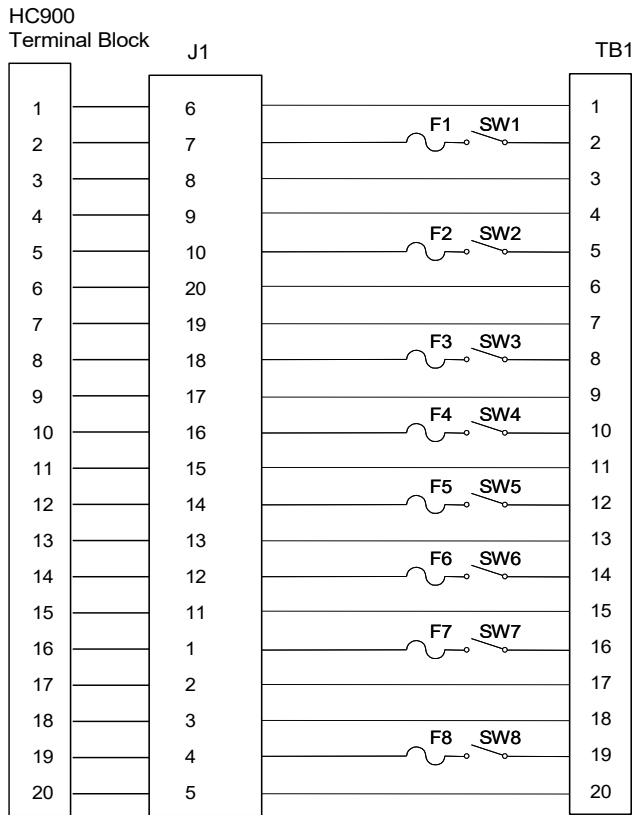 HC900
Terminal Block
J1
TB1
1 6 1
F1 SW1
2 7 2
3 8 3
4 9 4
F2 SW2
5 10 5
6 20 6
7 19 7
F3 SW3
8 18 8
9 17 9
F4 SW4
10 16 10
11 15 11
F5 SW5
12 14 12
13 13 13
F6 SW6
14 12 14
15 11 15
F7 SW7
16 1 16
17 2 17
18 3 18
F8 SW8
19 4 19
20 5 20